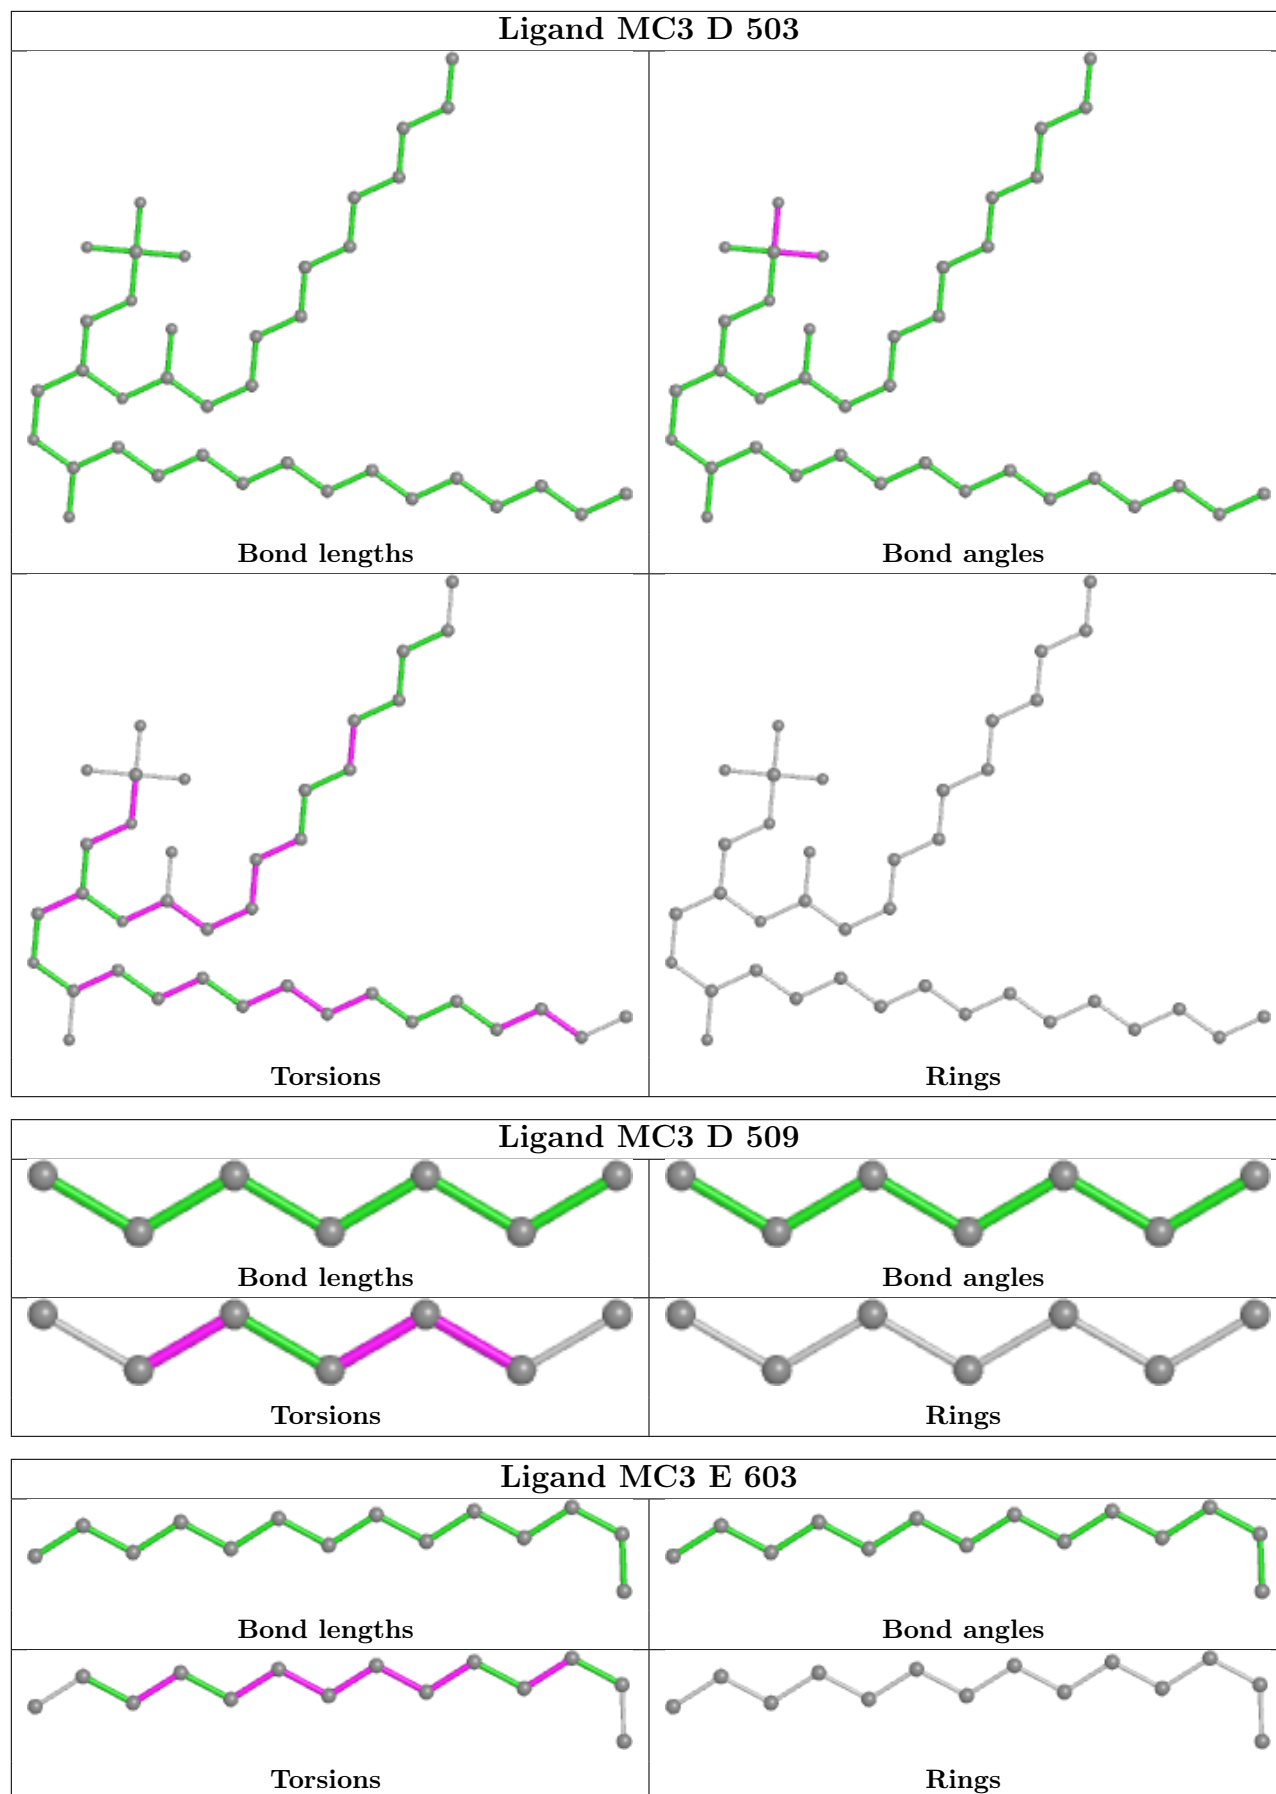 Ligand MC3 D 503
Bond lengths
Bond angles
Torsions
Rings
Ligand MC3 D 509
Bond lengths
Bond angles
Torsions
Rings
Ligand MC3 E 603
Bond lengths
Bond angles
Torsions
Rings